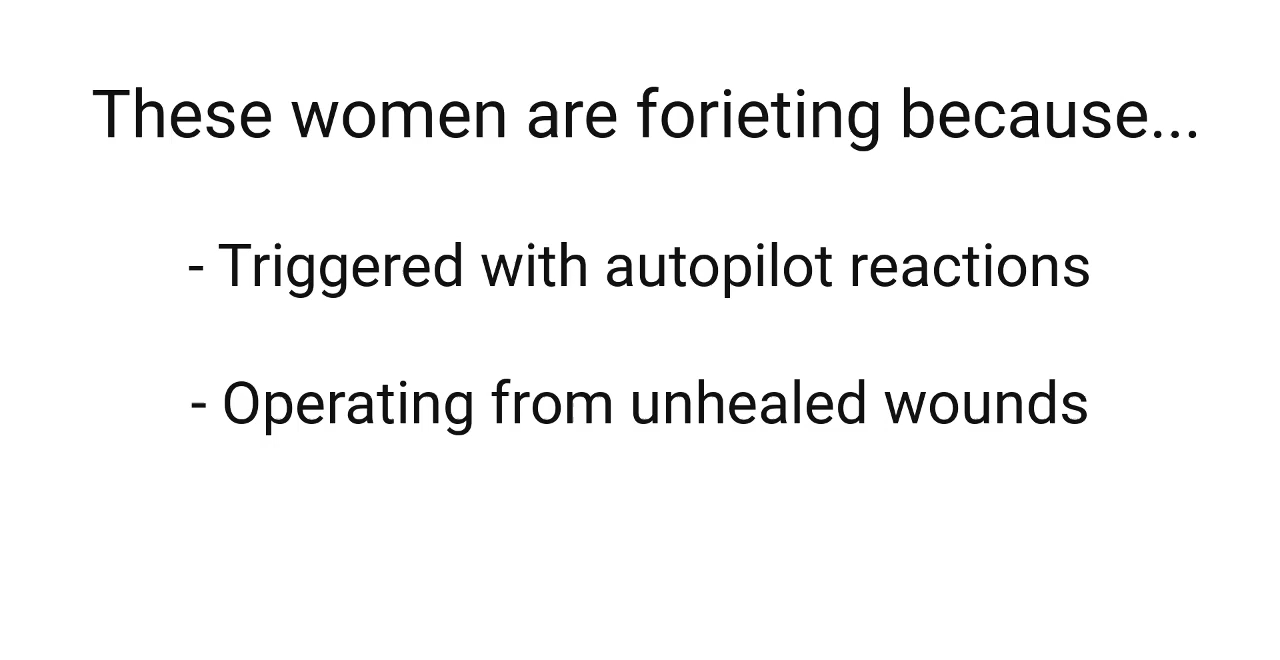 These women are forieting because...
- Triggered with autopilot reactions
- Operating from unhealed wounds